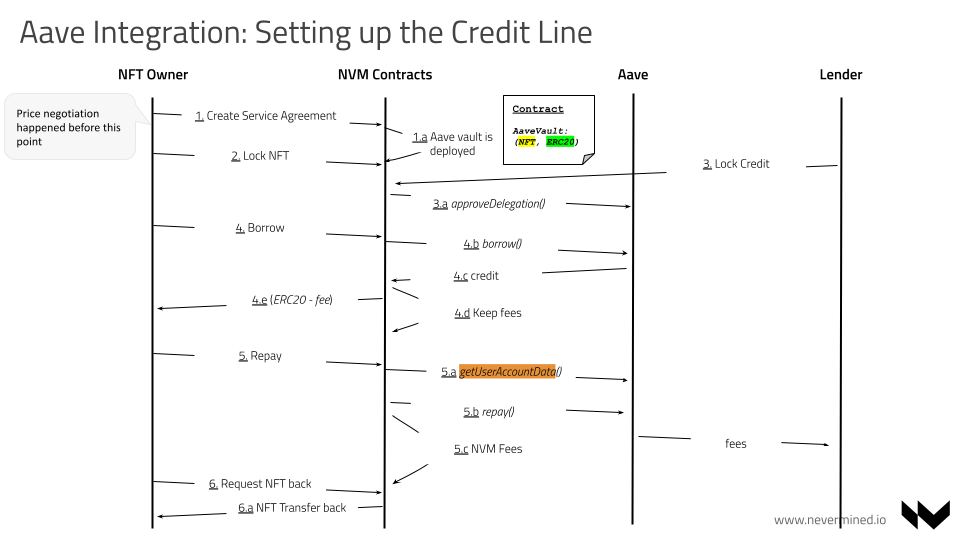 Aave Integration: Setting up the Credit Line
NFT Owner
NVM Contracts
Aave
Lender
Price negotiation
happened before this
point
1. Create Service Agreement
1.a Aave vault is
deployed
Contract
AaveVault:
(NFT, ERC20)
2. Lock NFT
3. Lock Credit
3.a approveDelegation()
4. Borrow
4.b borrow()
4.c credit
4.e (ERC20 - fee)
4.d Keep fees
5. Repay
5.a getUserAccountData()
5.b repay()
fees
5.c NVM Fees
6. Request NFT back
6.a NFT Transfer back
www.nevermined.io